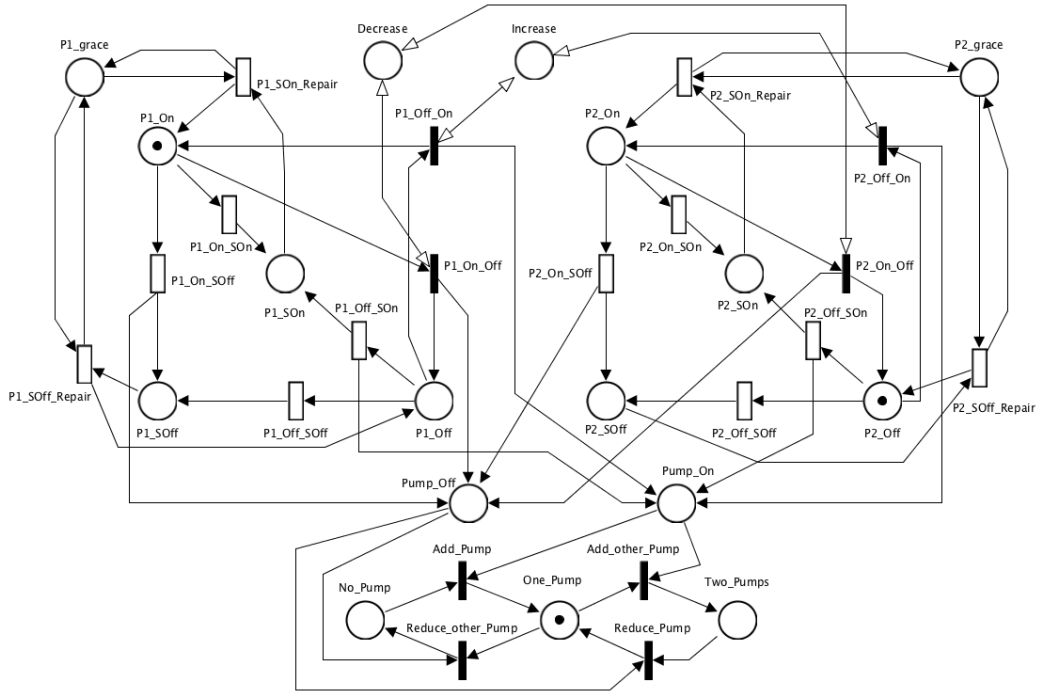 Decrease
Increase
P1_grace
P2_grace
P1_SOn_Repair
P2_SOn_Repair
P1_On
P1_Off_On
P2_On
P2_Off_On
P1_On_SOn
P2_On_SOn
P1_On_SOff
P1_On_Off
P2_On_SOff
P2_On_Off
P1_SOn
P1_Off_SOn
P2_SOn
P2_Off_SOn
P1_SOff_Repair
P2_SOff_Repair
P1_SOff
P1_Off_SOff
P1_Off
P2_SOff
P2_Off_SOff
P2_Off
Pump_Off
Pump_On
Add_Pump
Add_other_Pump
No_Pump
One_Pump
Two_Pumps
Reduce_other_Pump
Reduce_Pump